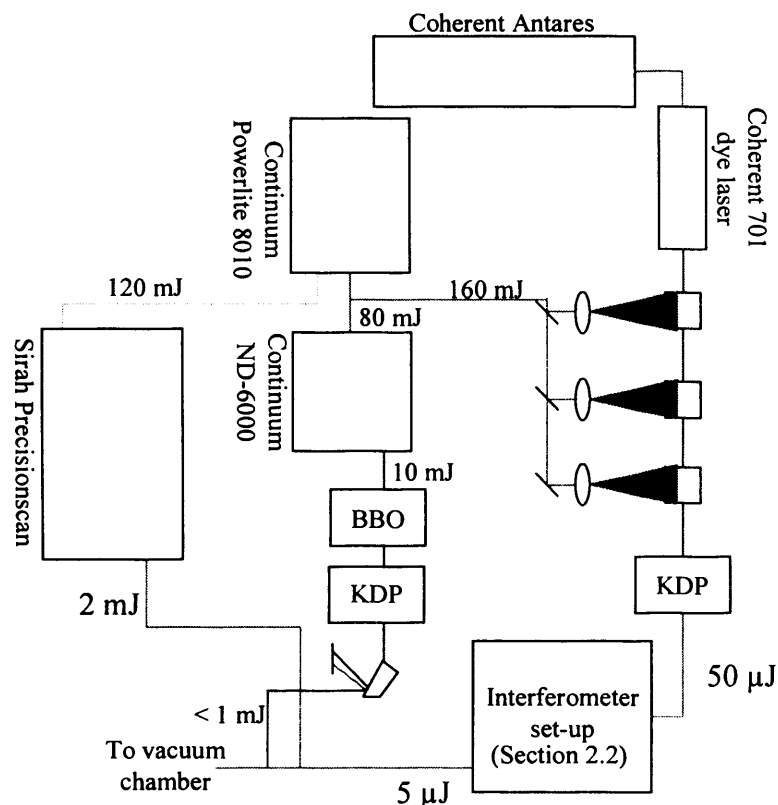 Coherent Antares
Continuum
Powerlite 8010
Coherent 701
dye laser
120 mJ
160 mJ
80 mJ
Sirah Precisionscan
Continuum
ND-6000
10 mJ
BBO
KDP
KDP
2 mJ
50 µJ
Interferometer
set-up
(Section 2.2)
< 1 mJ
To vacuum
chamber
5 µJ